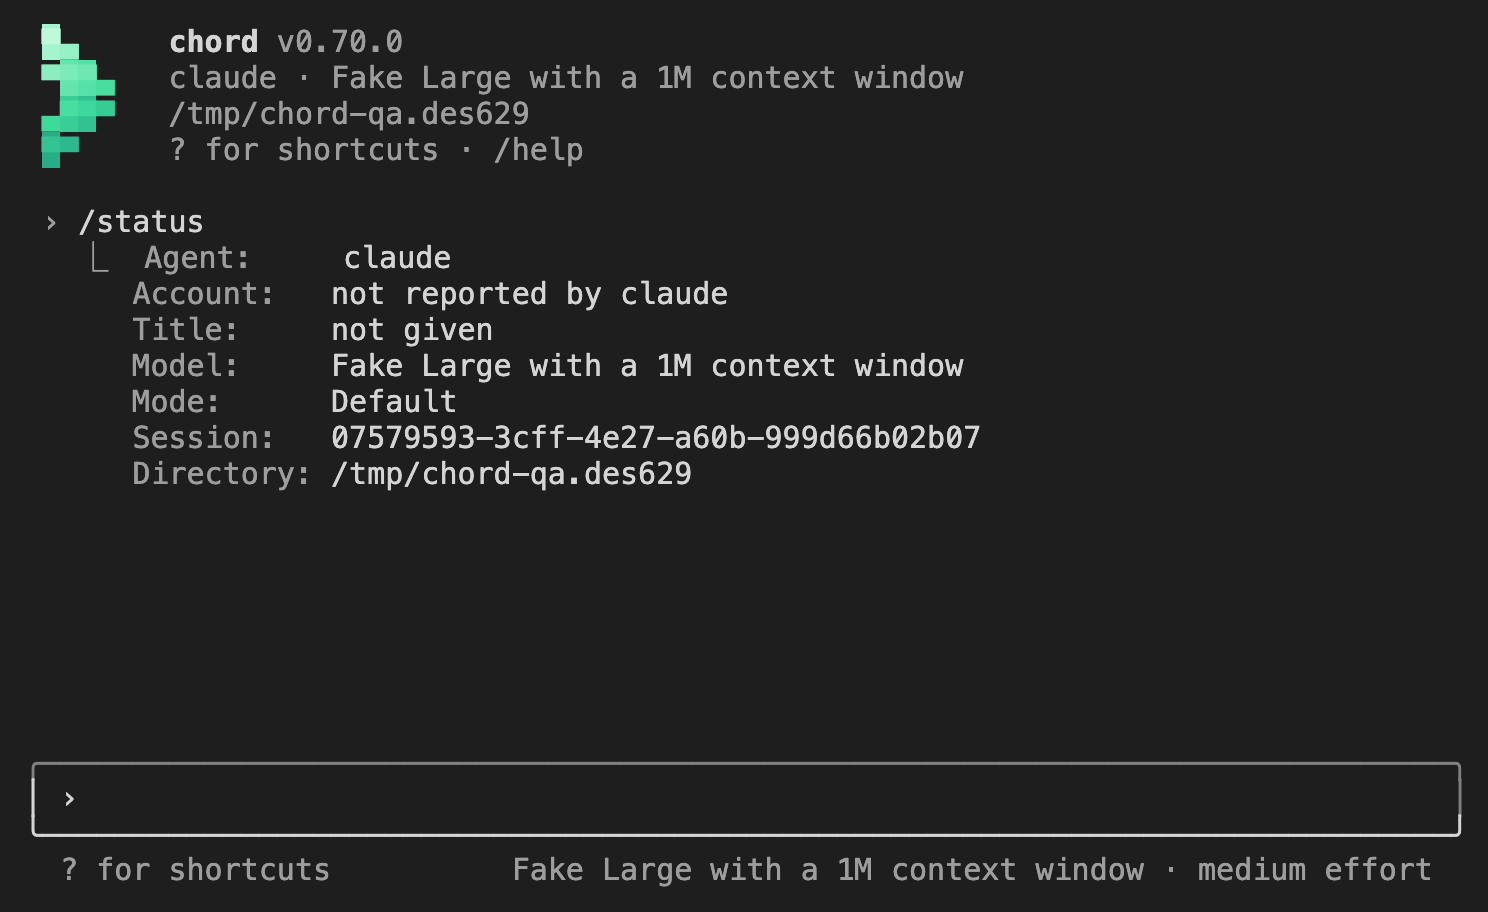 chord v0.70.0
claude · Fake Large with a 1M context window
/tmp/chord-qa.des629
? for shortcuts · /help
› /status
⎿  Agent:     claude
Account:   not reported by claude
Title:     not given
Model:     Fake Large with a 1M context window
Mode:      Default
Session:   07579593-3cff-4e27-a60b-999d66b02b07
Directory: /tmp/chord-qa.des629
›
? for shortcuts    Fake Large with a 1M context window · medium effort